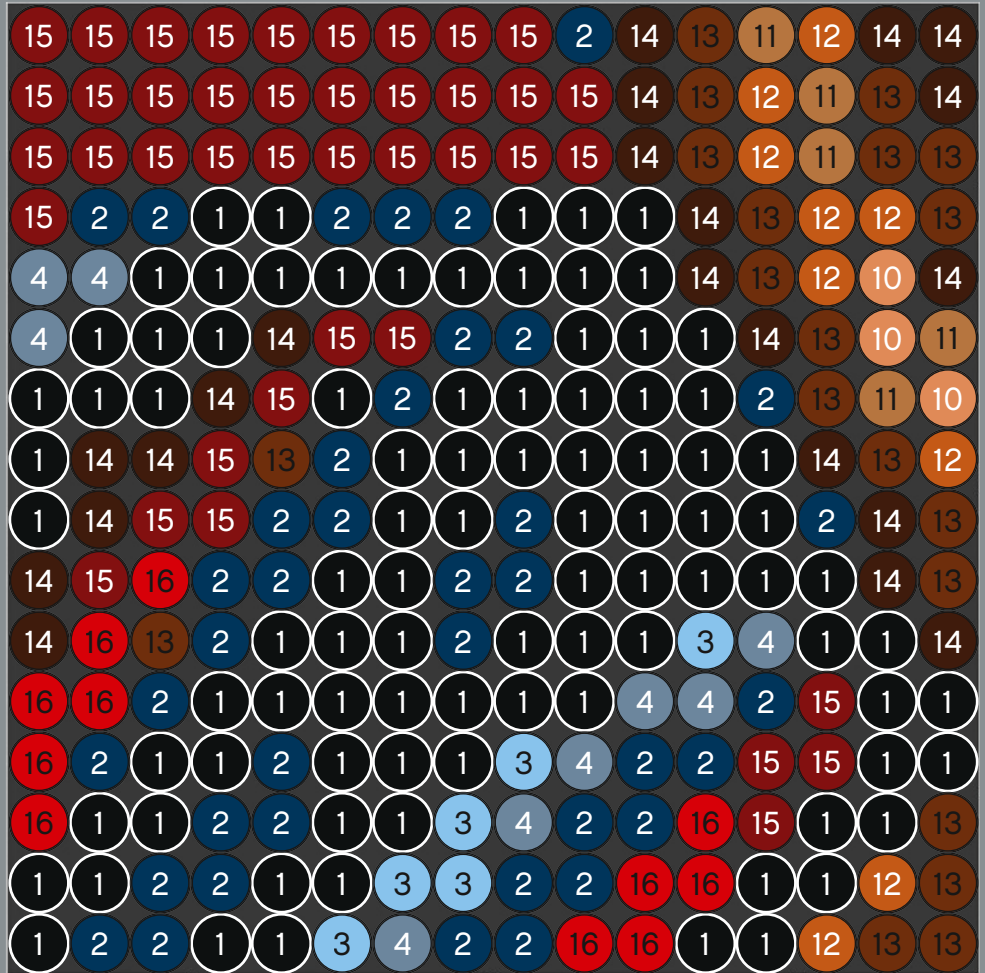 15 15 15 15 15 15 15 15 15 2 14 13 11 12 14 14
15 15 15 15 15 15 15 15 15 15 14 13 12 11 13 14
15 15 15 15 15 15 15 15 15 15 14 13 12 11 13 13
15 2 2 1 1 2 2 2 1 1 1 14 13 12 12 13
4 4 1 1 1 1 1 1 1 1 1 14 13 12 10 14
4 1 1 1 14 15 15 2 2 1 1 1 14 13 10 11
1 1 1 14 15 1 2 1 1 1 1 1 2 13 11 10
1 14 14 15 13 2 1 1 1 1 1 1 1 14 13 12
1 14 15 15 2 2 1 1 2 1 1 1 1 2 14 13
14 15 16 2 2 1 1 2 2 1 1 1 1 1 14 13
14 16 13 2 1 1 1 2 1 1 1 3 4 1 1 14
16 16 2 1 1 1 1 1 1 1 4 4 2 15 1 1
16 2 1 1 2 1 1 1 3 4 2 2 15 15 1 1
16 1 1 2 2 1 1 3 4 2 2 16 15 1 1 13
1 1 2 2 1 1 3 3 2 2 16 16 1 1 12 13
1 2 2 1 1 3 4 2 2 16 16 1 1 12 13 13